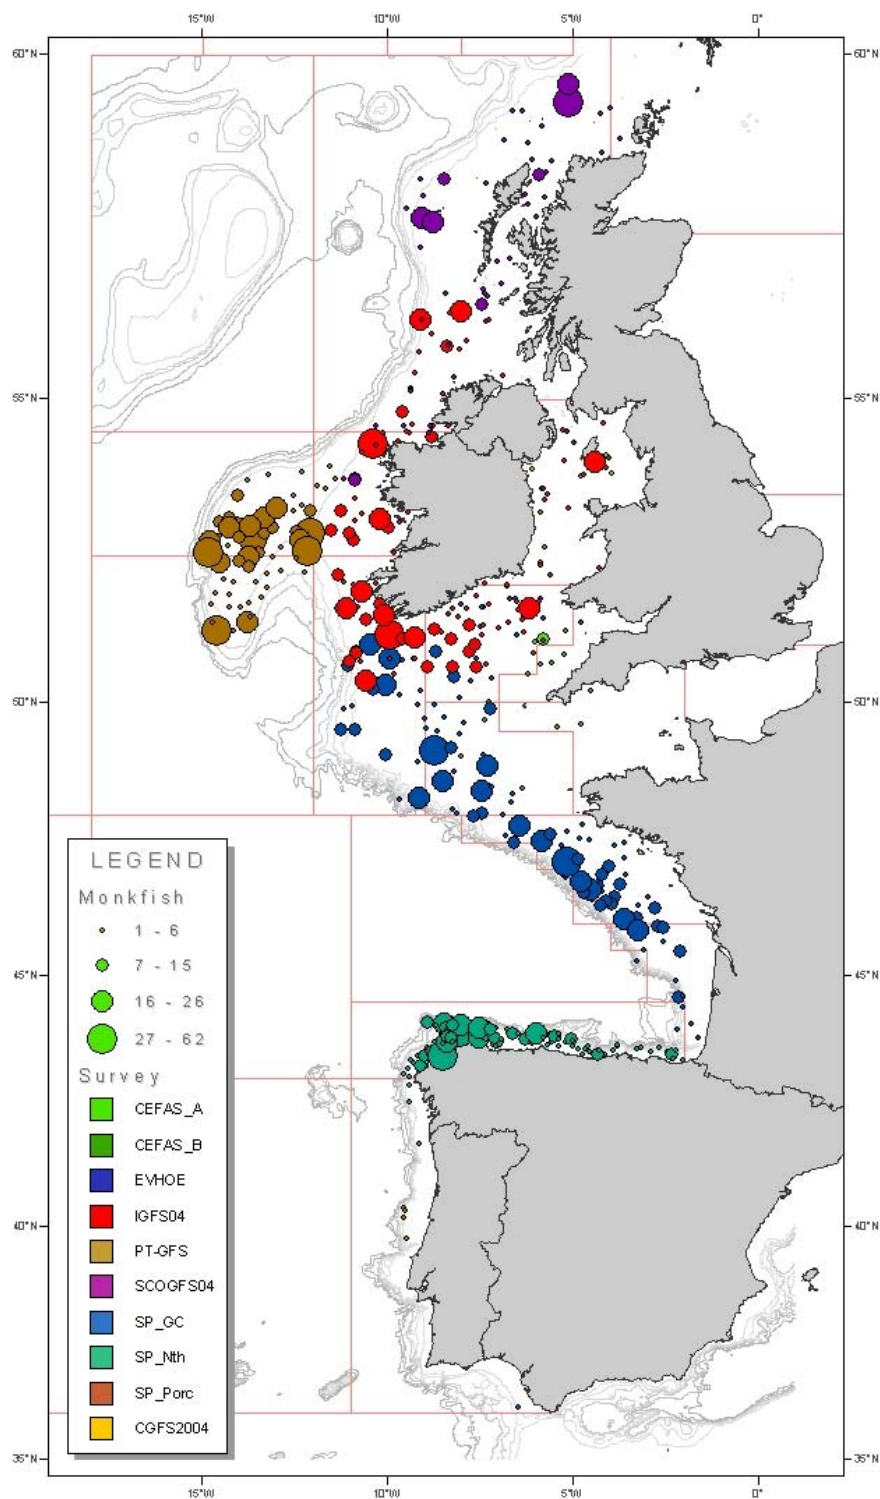 15°W 10°W 5°W 0°
60°N 60°N
55°N 55°N
50°N 50°N
45°N 45°N
40°N 40°N
35°N 35°N
15°W 10°W 5°W 0°
LEGEND
Monkfish
1 - 6
7 - 15
16 - 26
27 - 62
Survey
CEFAS_A
CEFAS_B
EVHOE
IGFS04
PT-GFS
SCOGFS04
SP_GC
SP_Nth
SP_Porc
CGFS2004